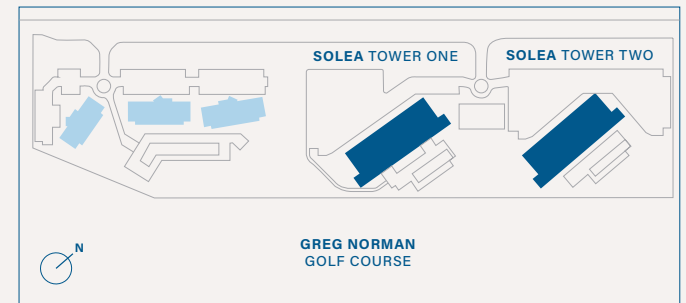 SOLEA TOWER ONE
SOLEA TOWER TWO
GREG NORMAN
GOLF COURSE
N